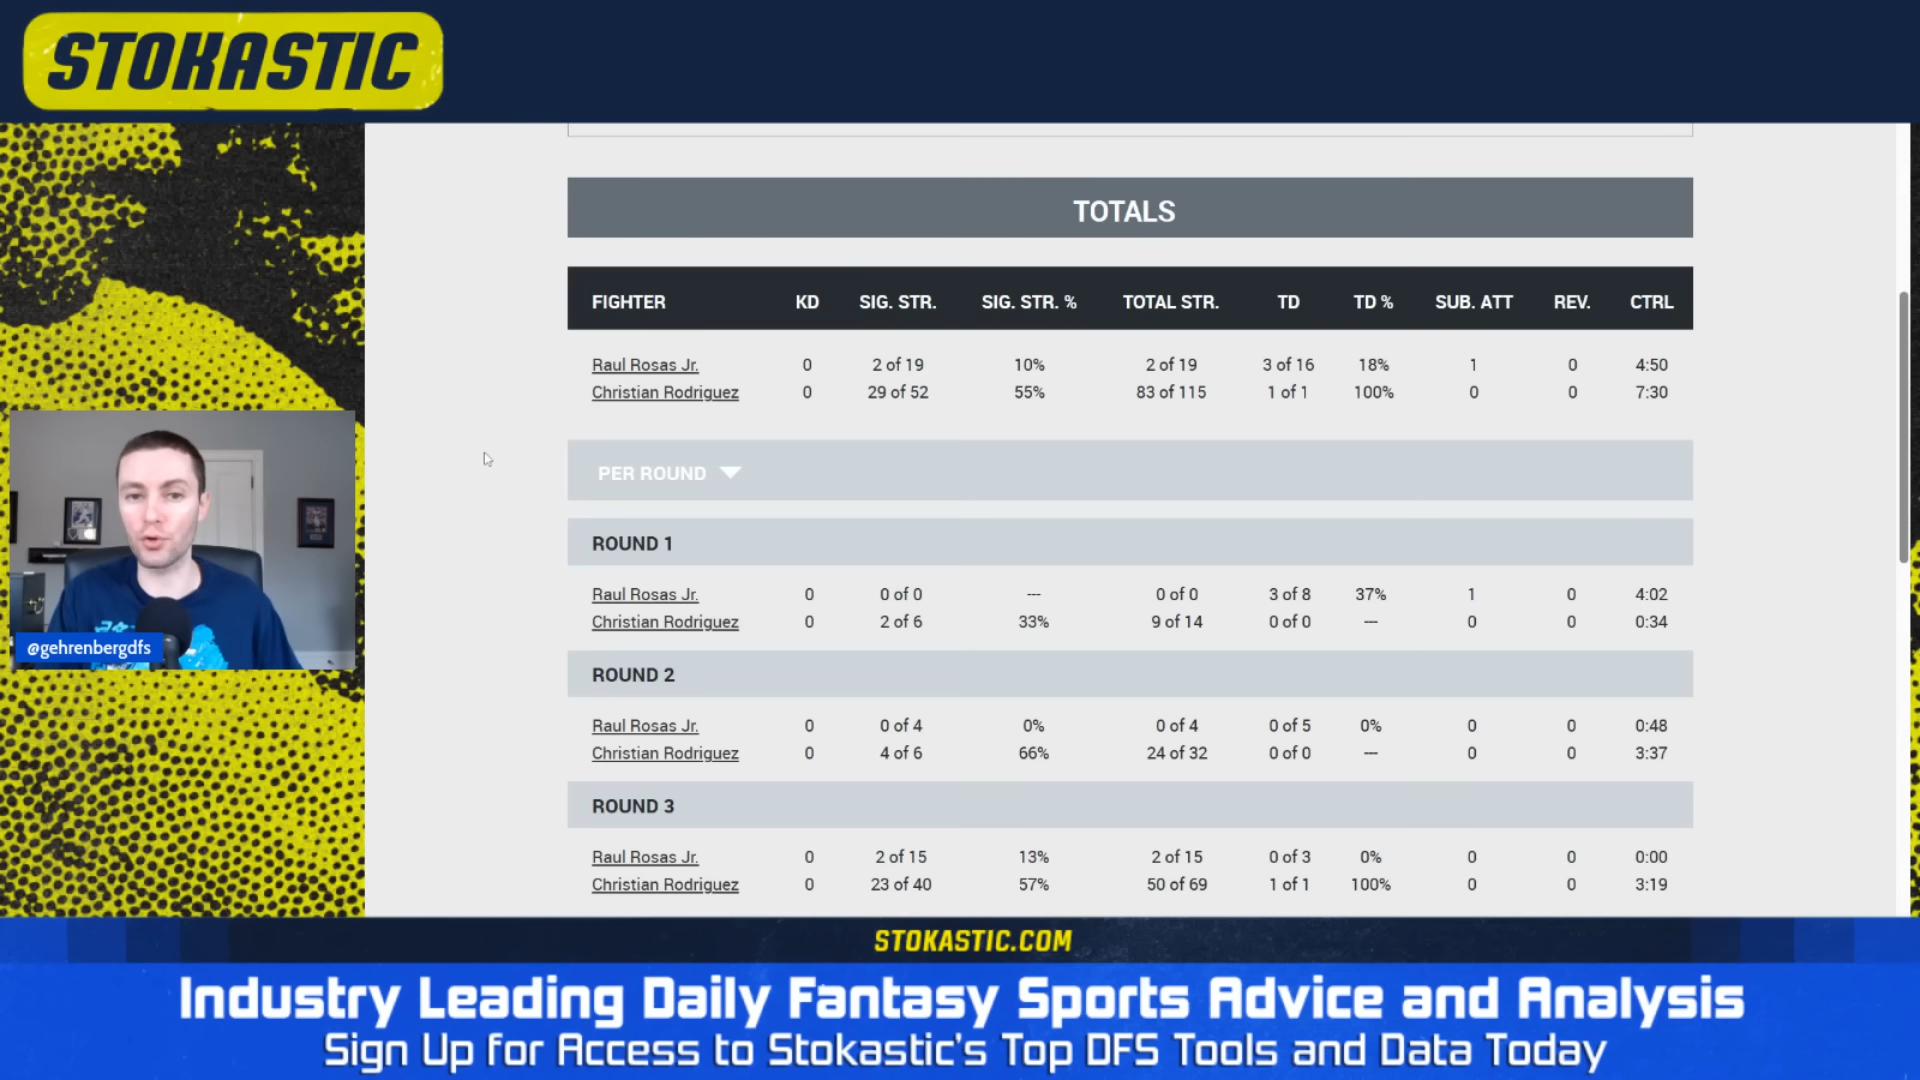 STOKASTIC
TOTALS
FIGHTER KD SIG. STR. SIG. STR. % TOTAL STR. TD TD % SUB. ATT REV. CTRL
Raul Rosas Jr. 0 2 of 19 10% 2 of 19 3 of 16 18% 1 0 4:50
Christian Rodriguez 0 29 of 52 55% 83 of 115 1 of 1 100% 0 0 7:30
PER ROUND
ROUND 1
Raul Rosas Jr. 0 0 of 0 --- 0 of 0 3 of 8 37% 1 0 4:02
Christian Rodriguez 0 2 of 6 33% 9 of 14 0 of 0 --- 0 0 0:34
ROUND 2
Raul Rosas Jr. 0 0 of 4 0% 0 of 4 0 of 5 0% 0 0 0:48
Christian Rodriguez 0 4 of 6 66% 24 of 32 0 of 0 --- 0 0 3:37
ROUND 3
Raul Rosas Jr. 0 2 of 15 13% 2 of 15 0 of 3 0% 0 0 0:00
Christian Rodriguez 0 23 of 40 57% 50 of 69 1 of 1 100% 0 0 3:19
@gehrenbergdfs
STOKASTIC.COM
Industry Leading Daily Fantasy Sports Advice and Analysis
Sign Up for Access to Stokastic's Top DFS Tools and Data Today